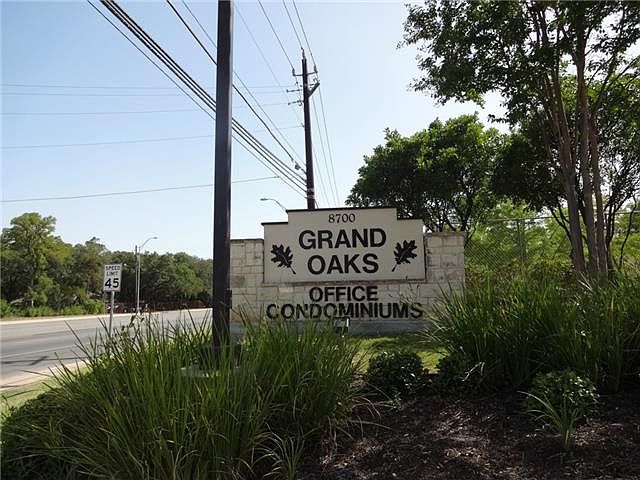 8700
GRAND
OAKS
OFFICE
CONDOMINIUMS
SPEED
LIMIT
45